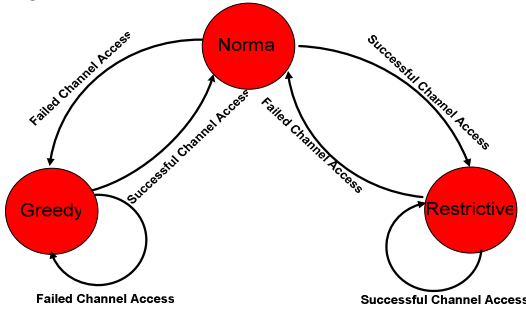 Norma
Failed Channel Access
Successful Channel Access
Successful Channel Access
Failed Channel Access
Greedy
Restrictive
Failed Channel Access
Successful Channel Access